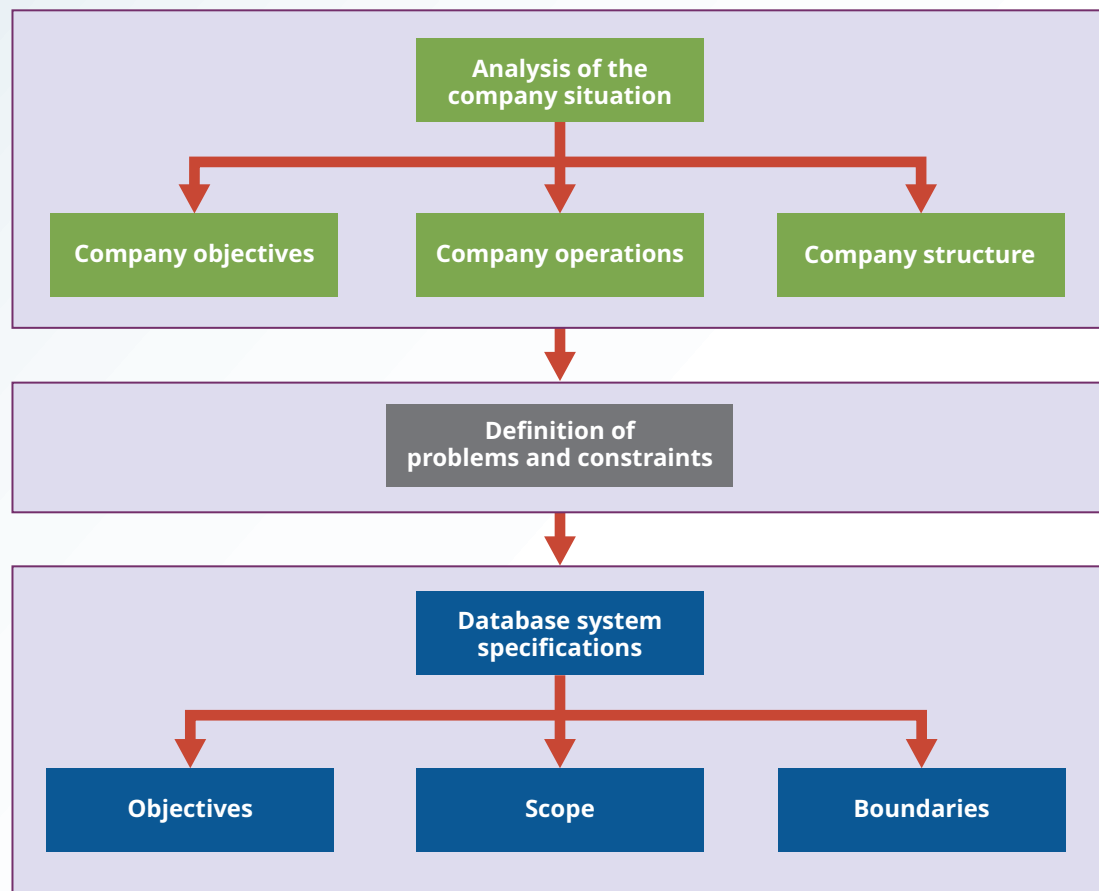 Analysis of the
company situation
Company objectives
Company operations
Company structure
Definition of
problems and constraints
Database system
specifications
Objectives
Scope
Boundaries